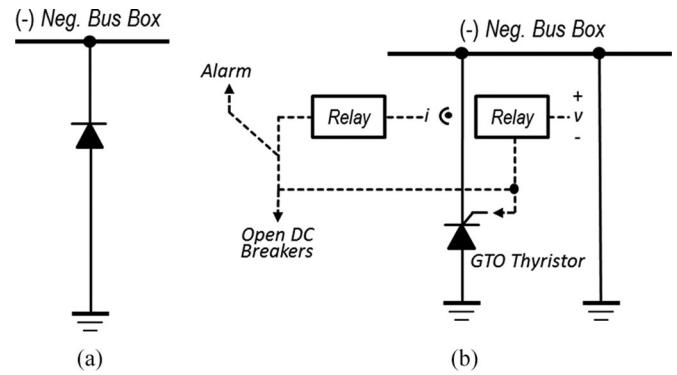 (-) Neg. Bus Box
(-) Neg. Bus Box
Alarm
Relay
i
Relay
+
v
-
Open DC
Breakers
GTO Thyristor
(a)
(b)